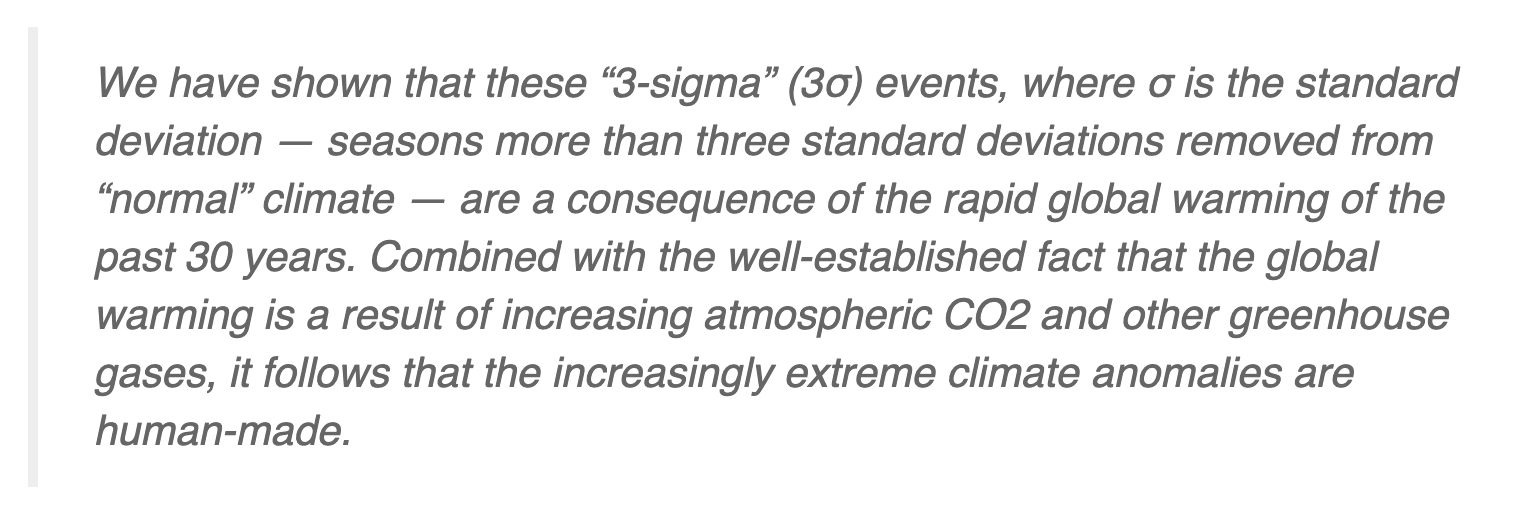 We have shown that these “3-sigma” (3σ) events, where σ is the standard
deviation — seasons more than three standard deviations removed from
“normal” climate — are a consequence of the rapid global warming of the
past 30 years. Combined with the well-established fact that the global
warming is a result of increasing atmospheric CO2 and other greenhouse
gases, it follows that the increasingly extreme climate anomalies are
human-made.